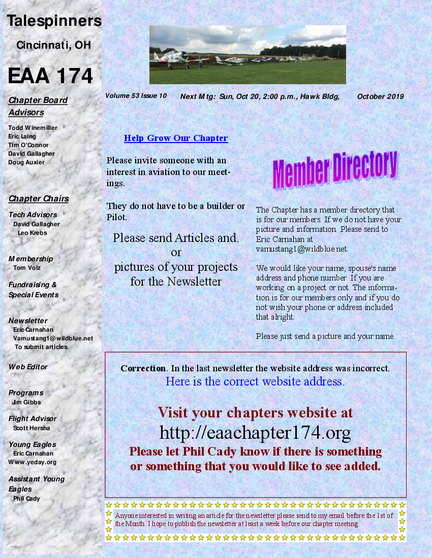 Talespinners
Cincinnati, OH
EAA 174
Chapter Board
Advisors
Todd Winemiller
Eric Laing
Tim O'Connor
David Gallagher
Doug Auxier
Chapter Chairs
Tech Advisors
David Gallagher
Leo Krebs
Membership
Tom Volz
Fundraising &
Special Events
Newsletter
Eric Carnahan
Vamustang1@wildblue.net
To submit articles.
Web Editor
Programs
Jim Gibbs
Flight Advisor
Scott Hersha
Young Eagles
Eric Carnahan
Www.yeday.org
Assistant Young
Eagles
Phil Cady
Volume 53 Issue 10 Next Mtg: Sun, Oct 20, 2:00 p.m., Hawk Bldg, October 2019
Help Grow Our Chapter
Please invite someone with an
interest in aviation to our meet-
ings.
They do not have to be a builder or
Pilot.
Please send Articles and.
or
pictures of your projects
for the Newsletter
Member Directory
The Chapter has a member directory that
is for our members. If we do not have your
picture and information. Please send to
Eric Carnahan at
vamustang1@wildblue.net.
We would like your name, spouse's name
address and phone number. If you are
working on a project or not. The informa-
tion is for our members only and if you do
not wish your phone or address included
that alright.
Please just send a picture and your name.
Correction. In the last newsletter the website address was incorrect.
Here is the correct website address.
Visit your chapters website at
http://eaachapter174.org
Please let Phil Cady know if there is something
or something that you would like to see added.
Anyone interested in writing an article for the newsletter please send to my email before the 1st of
the Month. I hope to publish the newsletter at least a week before our chapter meeting.